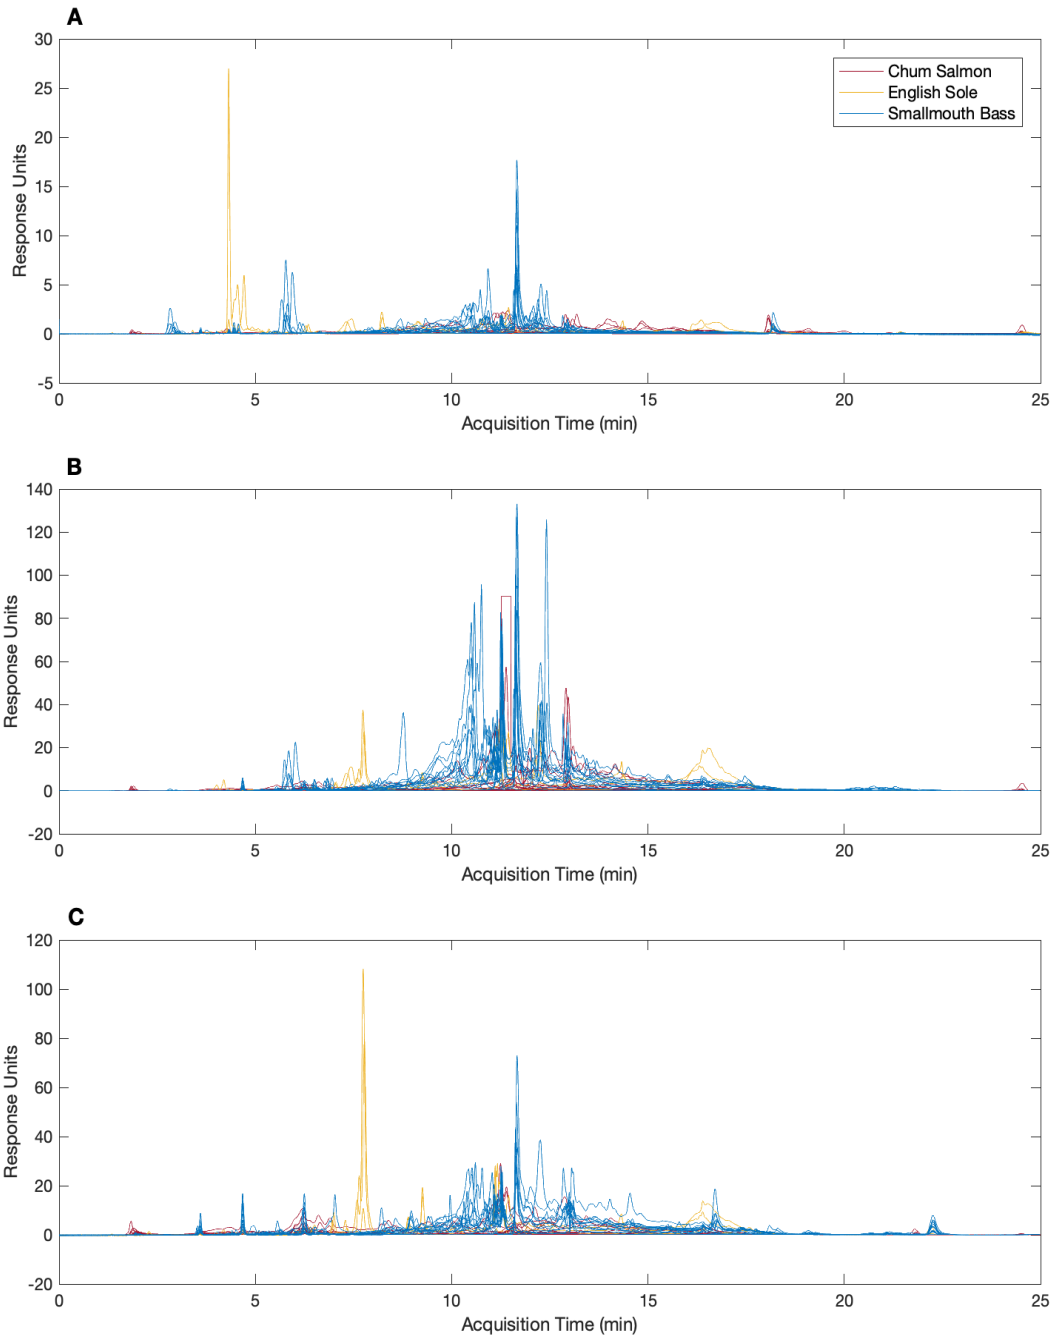 A
30
25
20
15
10
5
0
-5
Response Units
Chum Salmon
English Sole
Smallmouth Bass
0 5 10 15 20 25
Acquisition Time (min)
B
140
120
100
80
60
40
20
0
-20
Response Units
0 5 10 15 20 25
Acquisition Time (min)
C
120
100
80
60
40
20
0
-20
Response Units
0 5 10 15 20 25
Acquisition Time (min)